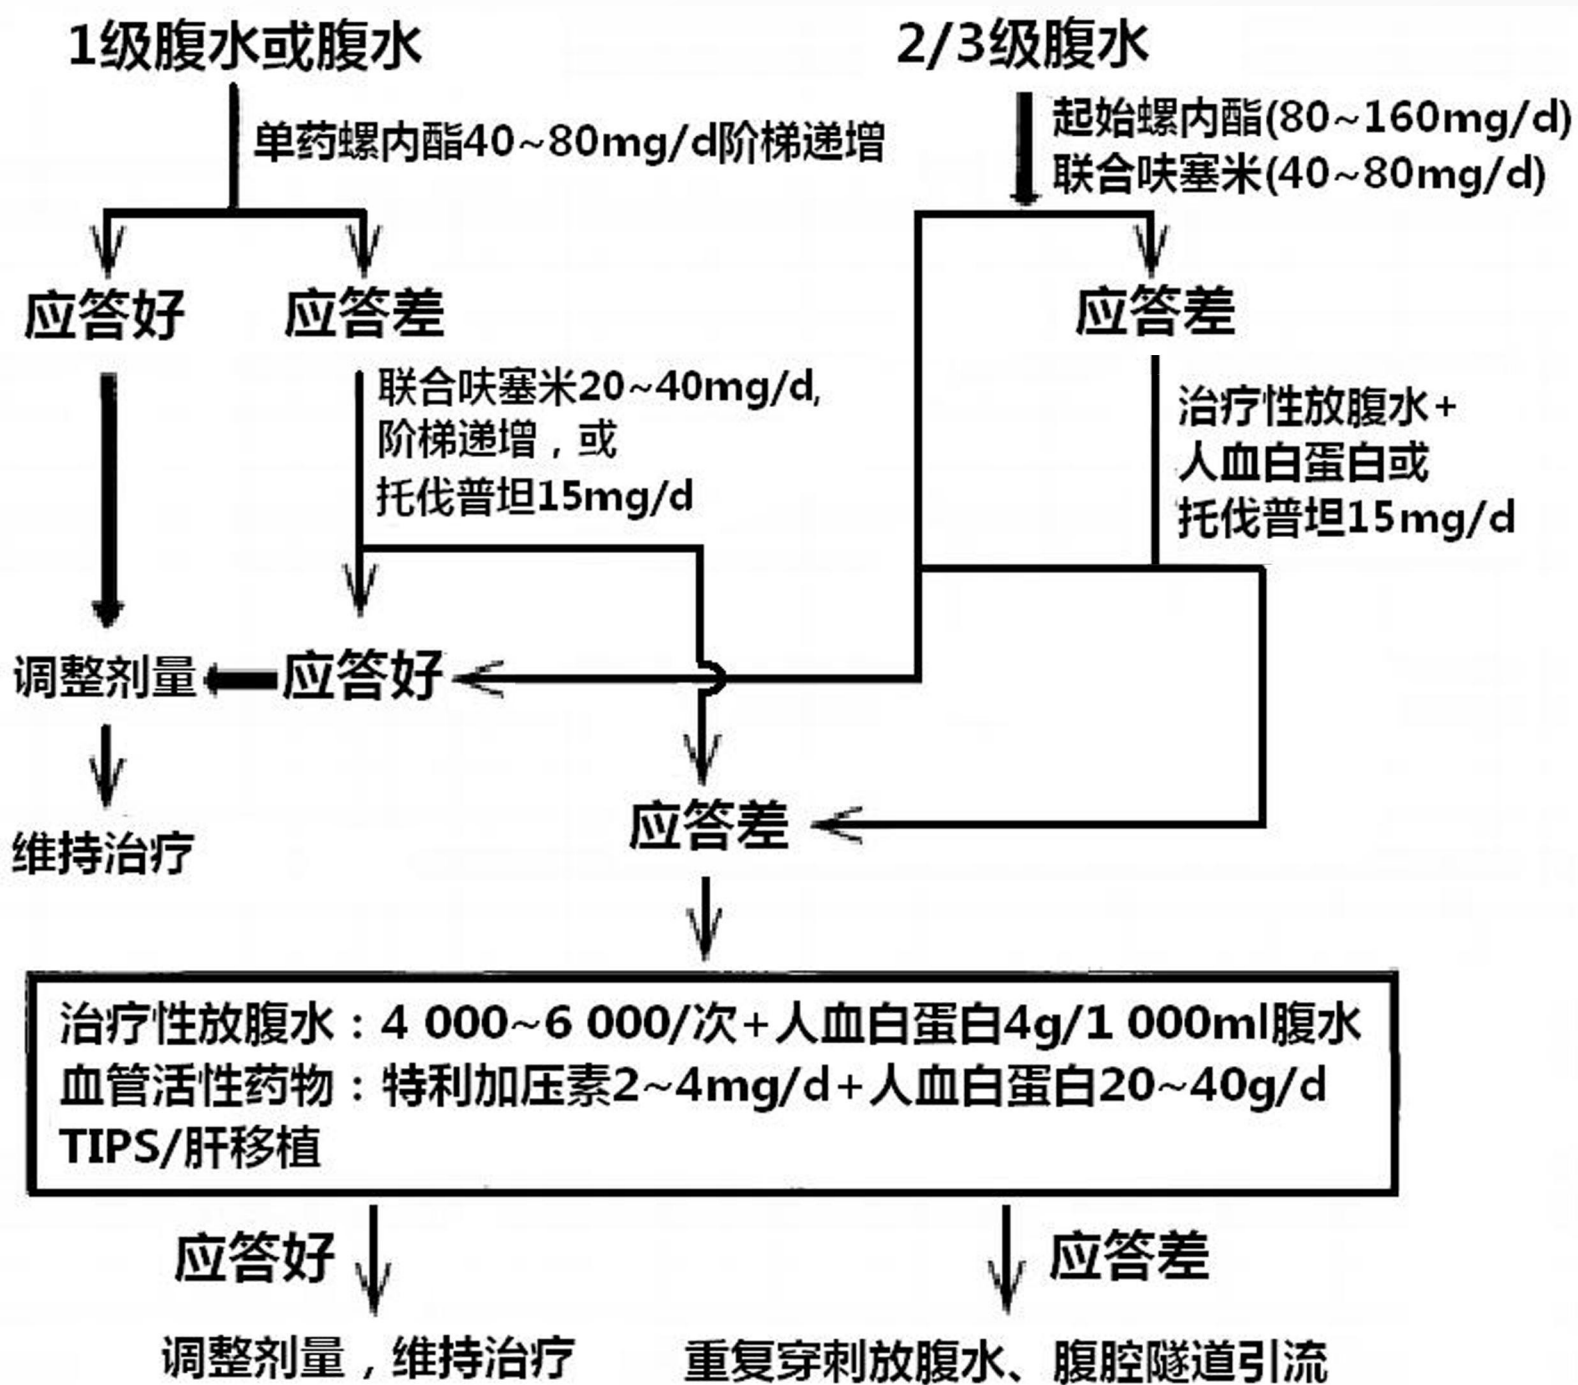 1级腹水或腹水
2/3级腹水
单药螺内酯40~80mg/d阶梯递增
起始螺内酯(80~160mg/d)
联合呋塞米(40~80mg/d)
应答好
应答差
应答差
联合呋塞米20~40mg/d,
阶梯递增，或
托伐普坦15mg/d
治疗性放腹水+
人血白蛋白或
托伐普坦15mg/d
调整剂量
应答好
应答差
维持治疗
治疗性放腹水：4 000~6 000/次+人血白蛋白4g/1 000ml腹水
血管活性药物：特利加压素2~4mg/d+人血白蛋白20~40g/d
TIPS/肝移植
应答好
应答差
调整剂量，维持治疗
重复穿刺放腹水、腹腔隧道引流